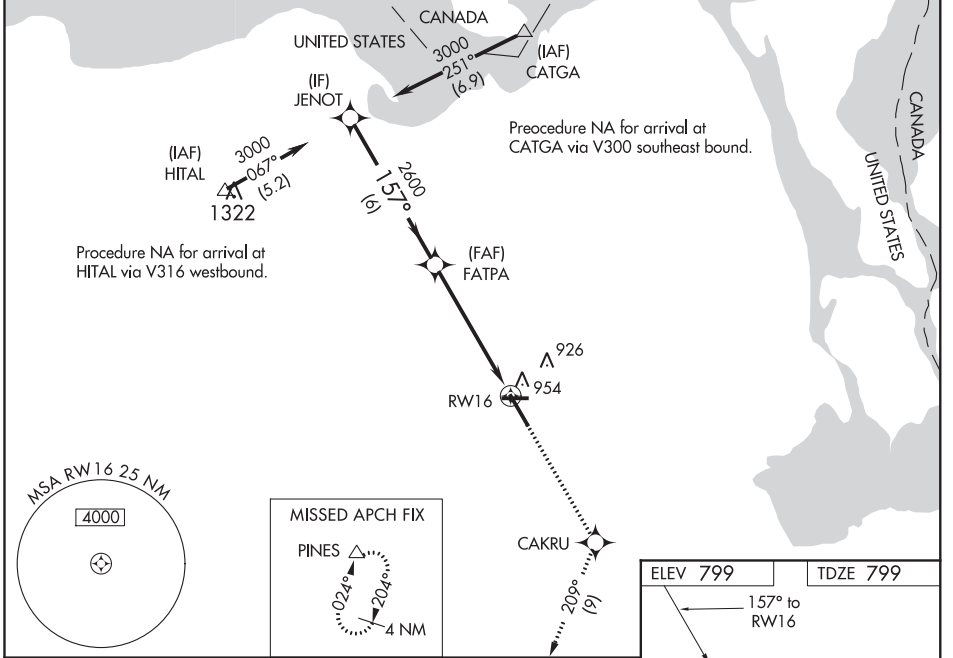 CANADA
UNITED STATES
3000
251°
(6.9)
(IAF)
CATGA
(IF)
JENOT
Preocedure NA for arrival at
CATGA via V300 southeast bound.
CANADA
UNITED STATES
(IAF)
HITAL
3000
067°
(5.2)
1322
2600
157°
(6)
Procedure NA for arrival at
HITAL via V316 westbound.
(FAF)
FATPA
926
954
RW16
MSA RW16 25 NM
4000
MISSED APCH FIX
PINES
024°
204°
4 NM
CAKRU
209°
(9)
ELEV 799
TDZE 799
157° to
RW16